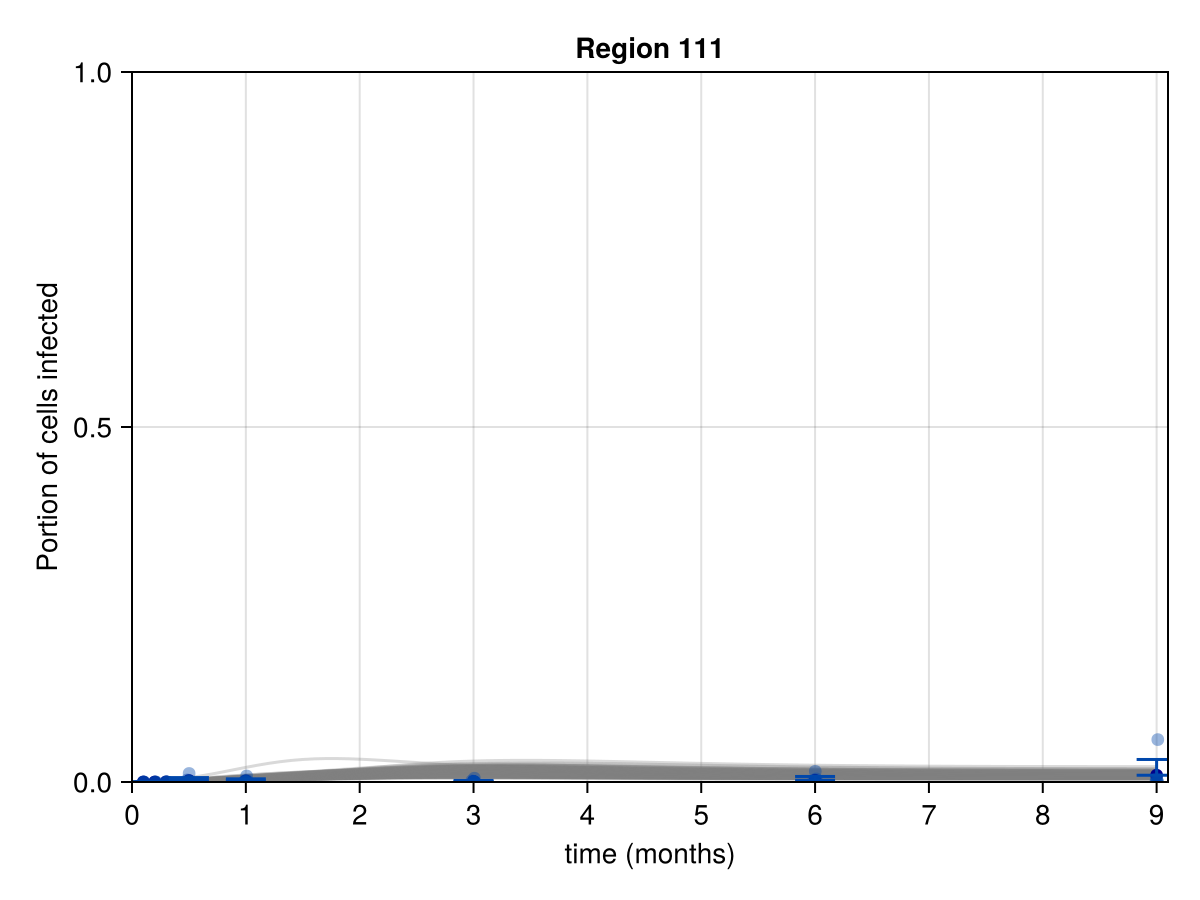 Region 111
1.0
0.5
0.0
Portion of cells infected
0 1 2 3 4 5 6 7 8 9
time (months)